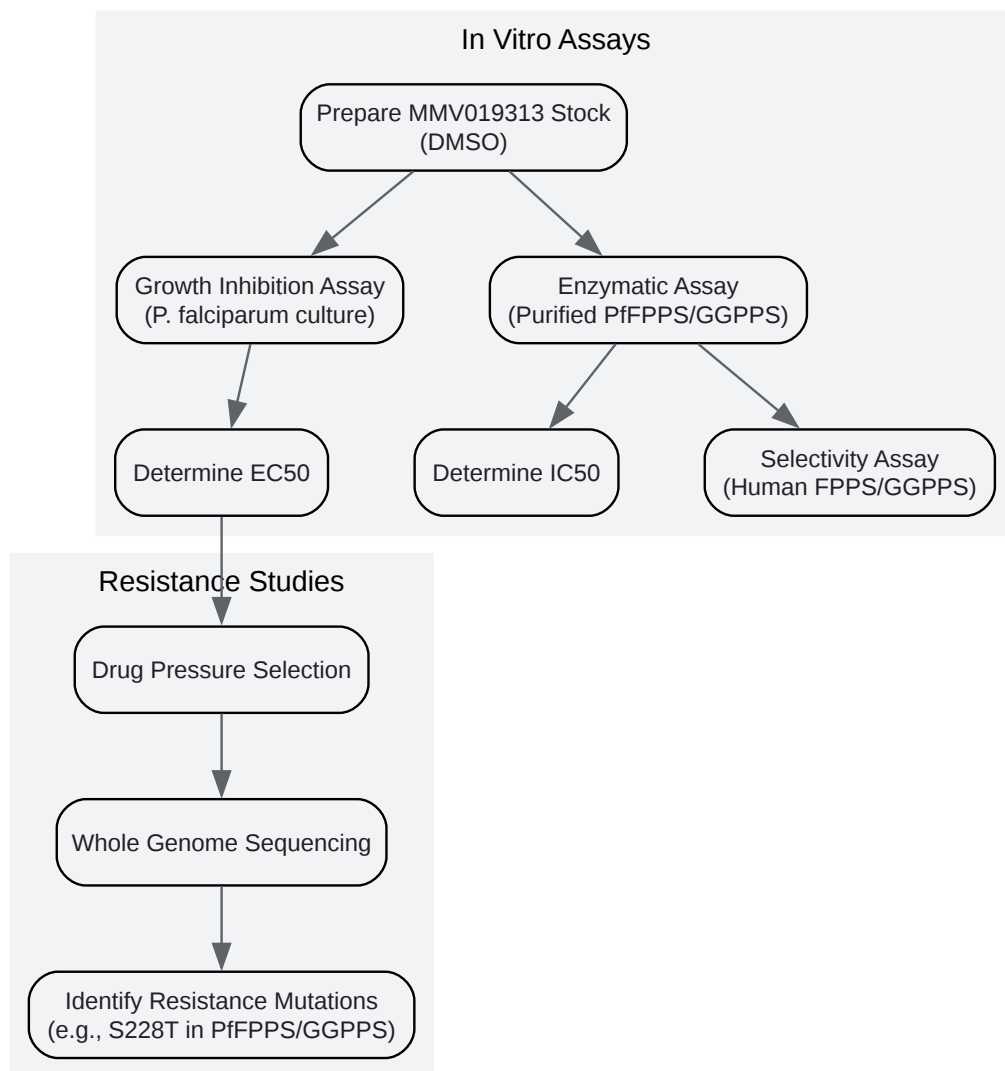 In Vitro Assays
Prepare MMV019313 Stock
(DMSO)
Growth Inhibition Assay
(P. falciparum culture)
Enzymatic Assay
(Purified PfFPPS/GGPPS)
Determine EC50
Determine IC50
Selectivity Assay
(Human FPPS/GGPPS)
Resistance Studies
Drug Pressure Selection
Whole Genome Sequencing
Identify Resistance Mutations
(e.g., S228T in PfFPPS/GGPPS)